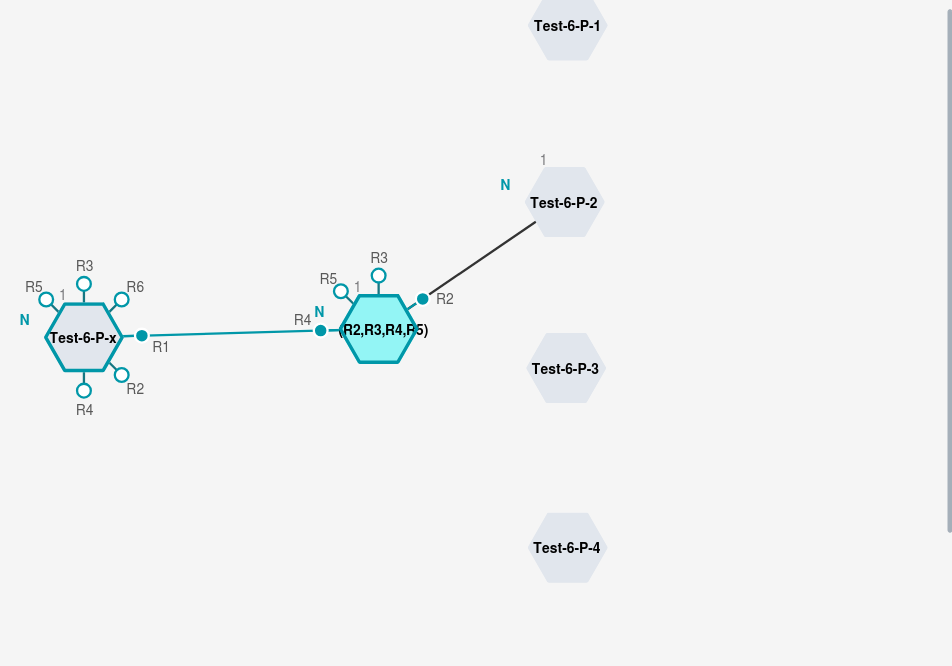 Test-6-P-1
1
N
Test-6-P-2
R3
R5
1
R2
N
R4
(R2,R3,R4,R5)
R3
R5
1
R6
N
Test-6-P-x
R1
R2
R4
Test-6-P-3
Test-6-P-4